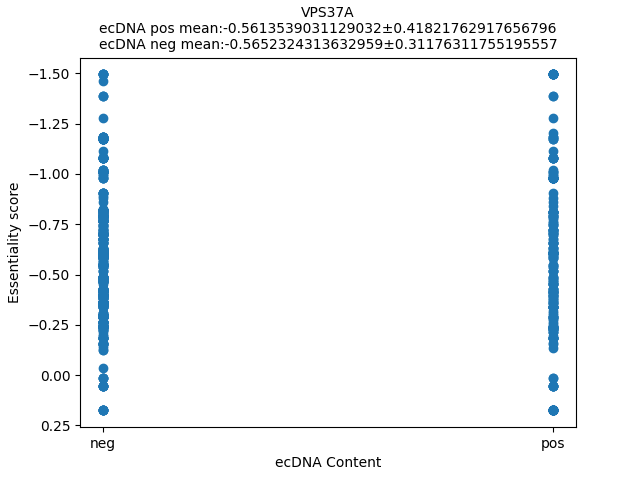 VPS37A
ecDNA pos mean:-0.5613539031129032±0.41821762917656796
ecDNA neg mean:-0.5652324313632959±0.31176311755195557
−1.50
−1.25
−1.00
−0.75
−0.50
−0.25
0.00
0.25
Essentiality score
neg
pos
ecDNA Content